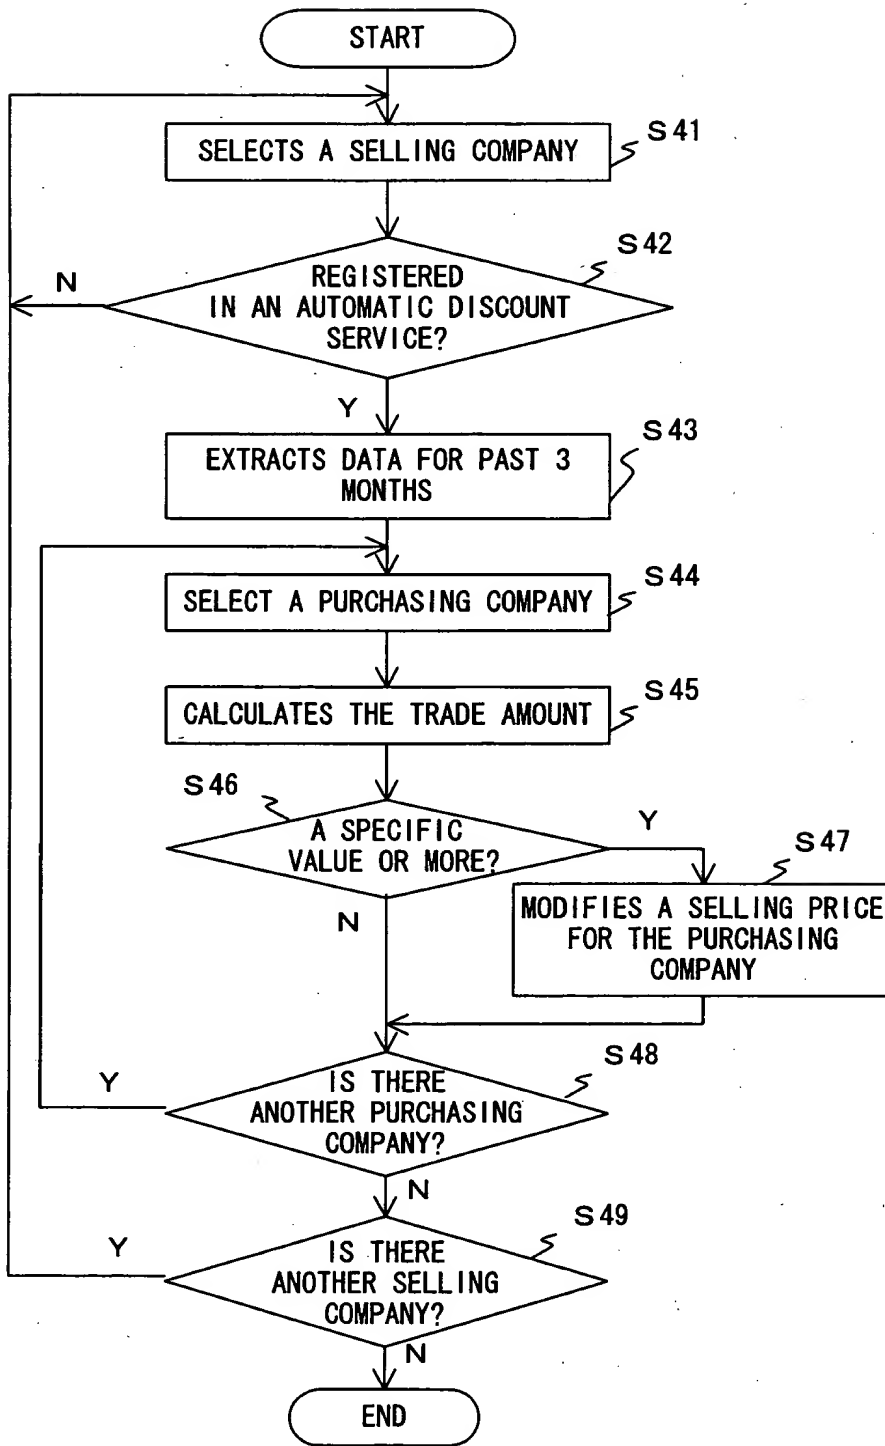 START
SELECTS A SELLING COMPANY
S41
S42
REGISTERED
IN AN AUTOMATIC DISCOUNT
SERVICE?
N
Y
S43
EXTRACTS DATA FOR PAST 3
MONTHS
S44
SELECT A PURCHASING COMPANY
S45
CALCULATES THE TRADE AMOUNT
S46
A SPECIFIC
VALUE OR MORE?
Y
N
S47
MODIFIES A SELLING PRICE
FOR THE PURCHASING
COMPANY
S48
IS THERE
ANOTHER PURCHASING
COMPANY?
Y
N
S49
IS THERE
ANOTHER SELLING
COMPANY?
Y
N
END